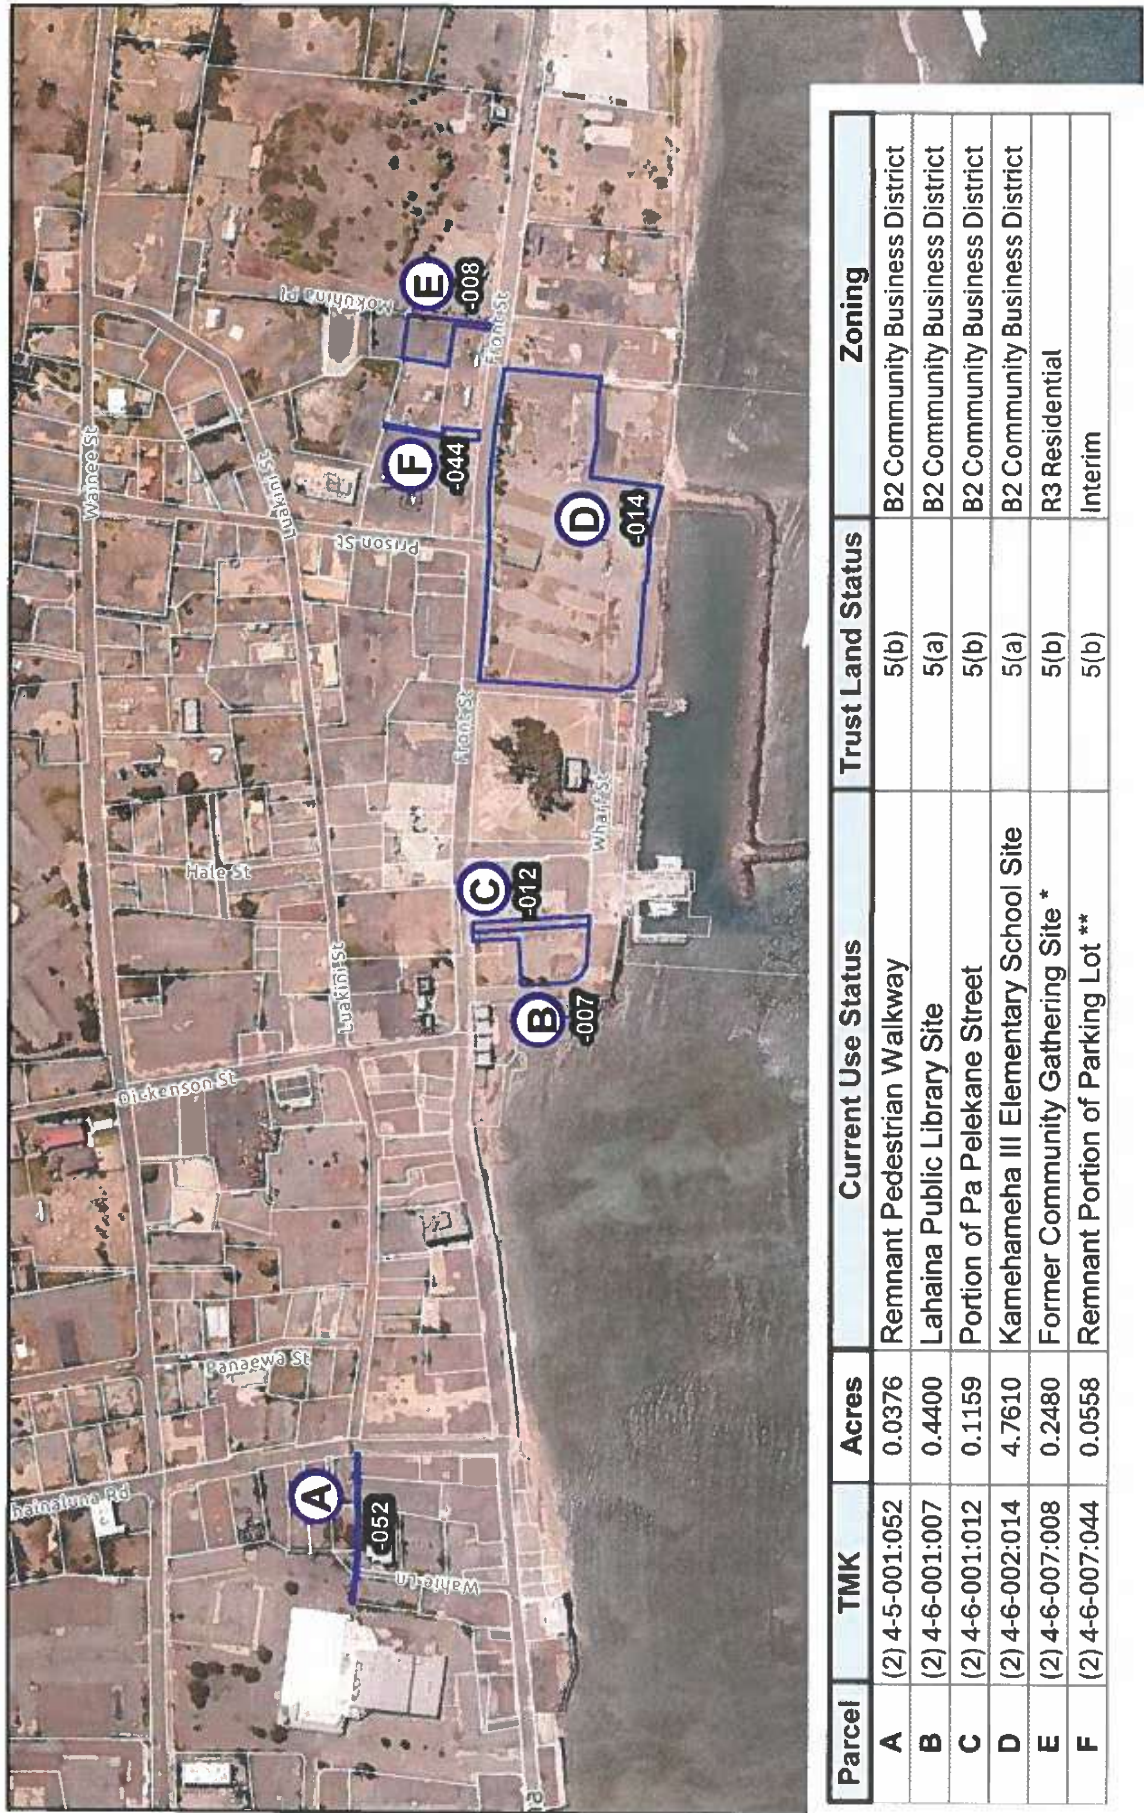 Wainee St
hainaluna Rd
Dickenson St
Hale St
Prison St
Luakini St
Mokuhina Pl
Panaewa St
Luakini St
A
-052
Wahie Ln
Front St
F
-044
E
-008
Front St
C
-012
B
-007
D
-014
Wharf St
Parcel TMK Acres Current Use Status Trust Land Status Zoning
A (2) 4-5-001:052 0.0376 Remnant Pedestrian Walkway 5(b) B2 Community Business District
B (2) 4-6-001:007 0.4400 Lahaina Public Library Site 5(a) B2 Community Business District
C (2) 4-6-001:012 0.1159 Portion of Pa Pelekane Street 5(b) B2 Community Business District
D (2) 4-6-002:014 4.7610 Kamehameha III Elementary School Site 5(a) B2 Community Business District
E (2) 4-6-007:008 0.2480 Former Community Gathering Site * 5(b) R3 Residential
F (2) 4-6-007:044 0.0558 Remnant Portion of Parking Lot ** 5(b) Interim